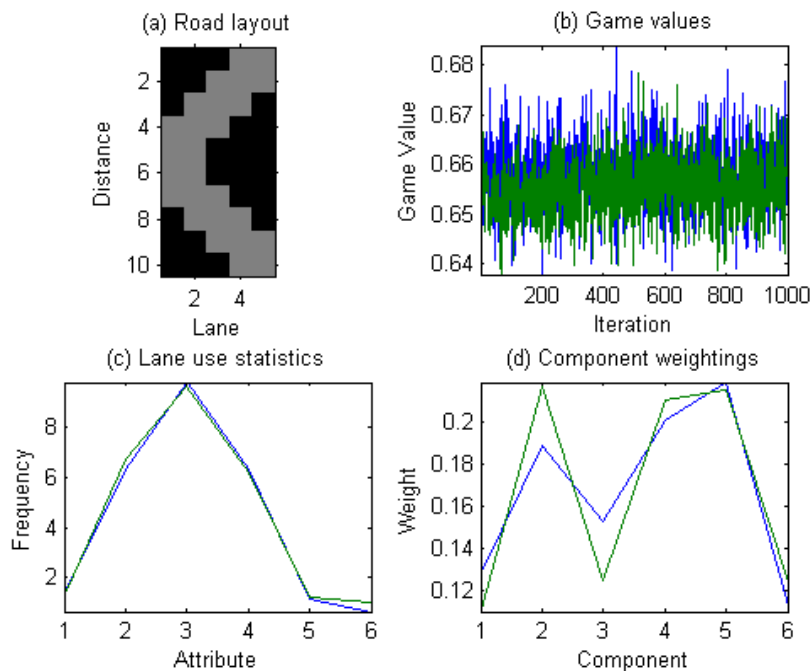 (a) Road layout
2
4
6
8
10
Distance
2 4
Lane
(b) Game values
0.68
0.67
0.66
0.65
0.64
Game Value
200 400 600 800 1000
Iteration
(c) Lane use statistics
8
6
4
2
Frequency
1 2 3 4 5 6
Attribute
(d) Component weightings
0.2
0.18
0.16
0.14
0.12
Weight
1 2 3 4 5 6
Component